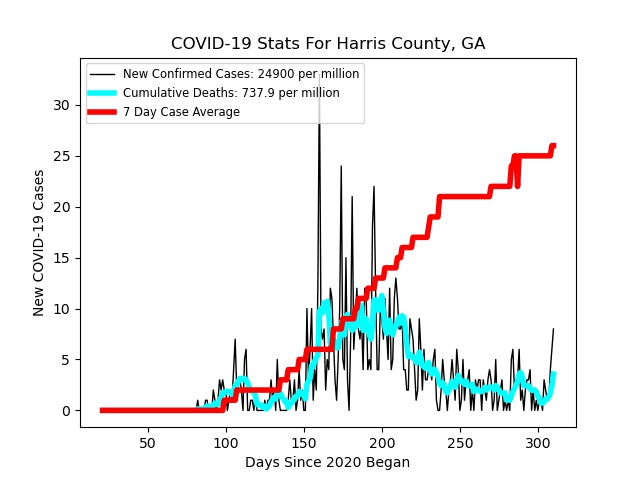 COVID-19 Stats For Harris County, GA
New Confirmed Cases: 24900 per million
Cumulative Deaths: 737.9 per million
7 Day Case Average
New COVID-19 Cases
30
25
20
15
10
5
0
50 100 150 200 250 300
Days Since 2020 Began